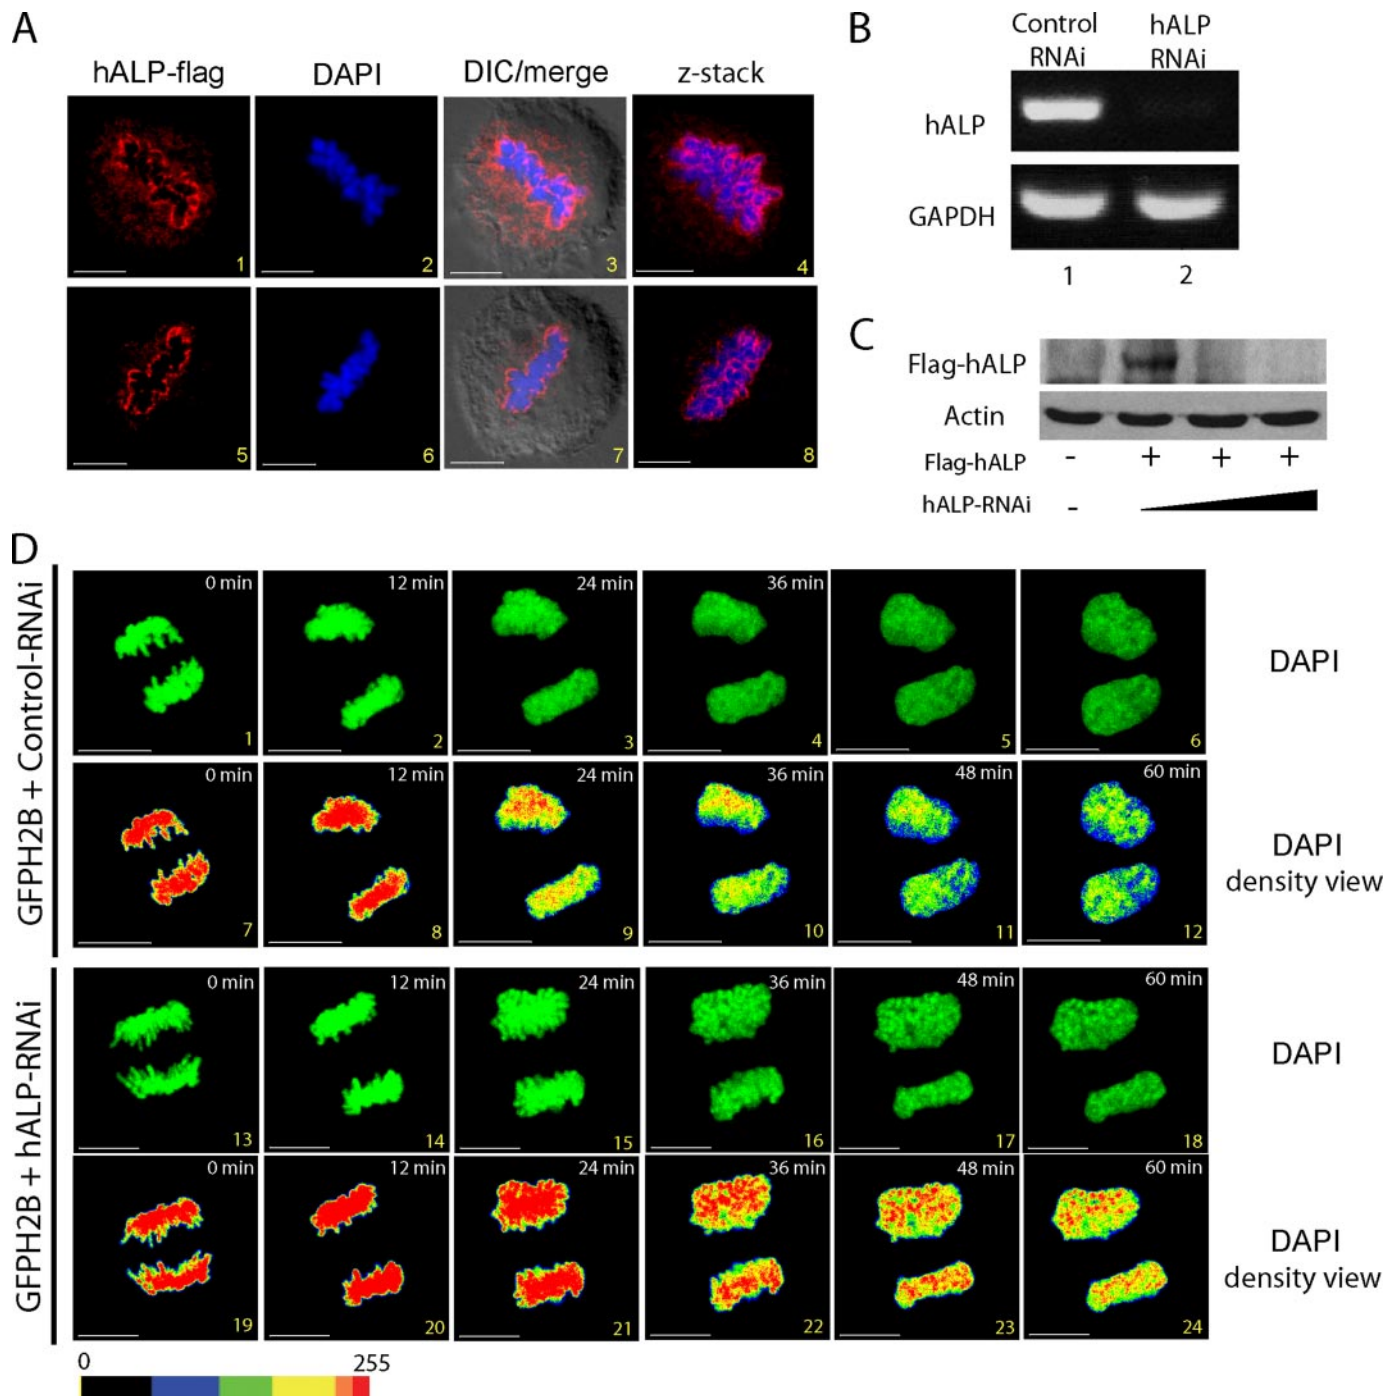 A
hALP-flag DAPI DIC/merge z-stack
1 2 3 4
5 6 7 8
B
Control RNAi
hALP RNAi
hALP
GAPDH
1 2
C
Flag-hALP
Actin
Flag-hALP - + + +
hALP-RNAi -
D
GFPH2B + Control-RNAi
0 min 12 min 24 min 36 min
1 2 3 4 5 6
DAPI
0 min 12 min 24 min 36 min 48 min 60 min
7 8 9 10 11 12
DAPI
density view
GFPH2B + hALP-RNAi
0 min 12 min 24 min 36 min 48 min 60 min
13 14 15 16 17 18
DAPI
0 min 12 min 24 min 36 min 48 min 60 min
19 20 21 22 23 24
DAPI
density view
0 255